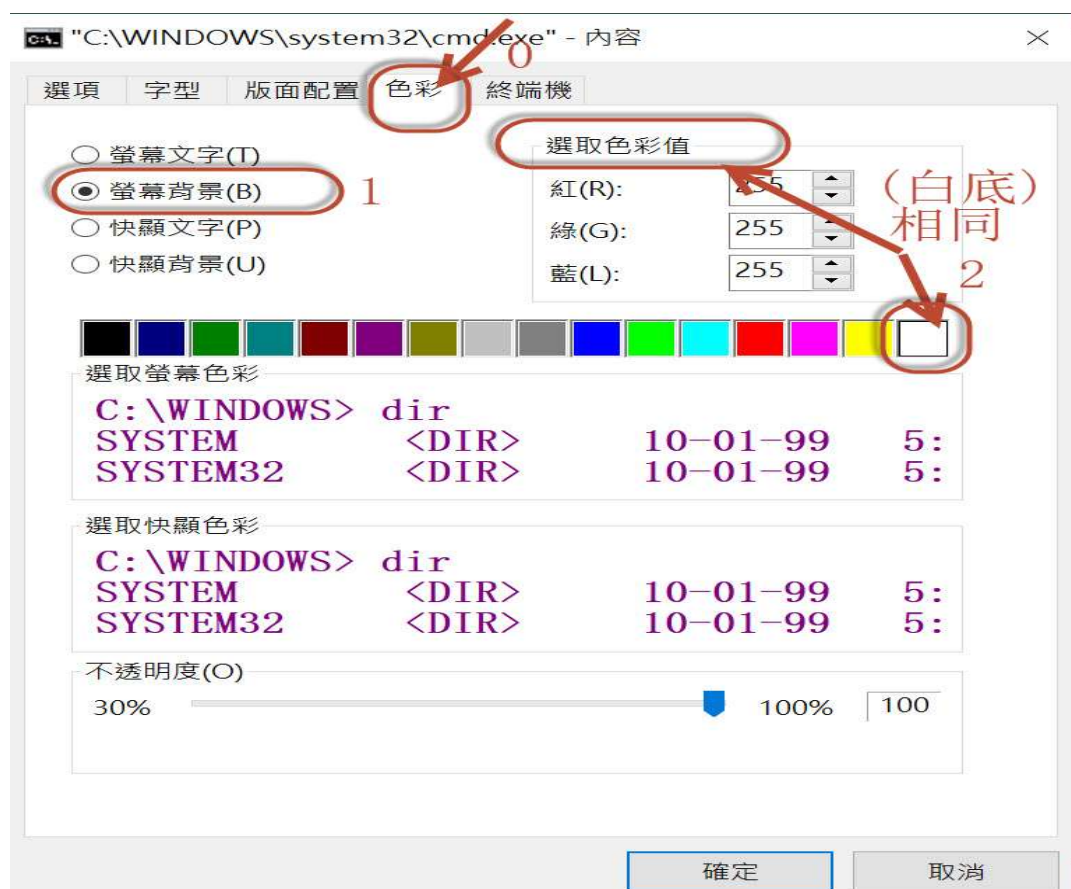 "C:\WINDOWS\system32\cmd.exe" - 內容
0
選項 字型 版面配置 色彩 終端機
螢幕文字(T)
螢幕背景(B) 1
快顯文字(P)
快顯背景(U)
選取色彩值
紅(R): 255
綠(G): 255
藍(L): 255
(白底)
相同
2
選取螢幕色彩
C:\WINDOWS> dir
SYSTEM <DIR> 10-01-99 5:
SYSTEM32 <DIR> 10-01-99 5:
選取快顯色彩
C:\WINDOWS> dir
SYSTEM <DIR> 10-01-99 5:
SYSTEM32 <DIR> 10-01-99 5:
不透明度(O)
30% 100% 100
確定 取消